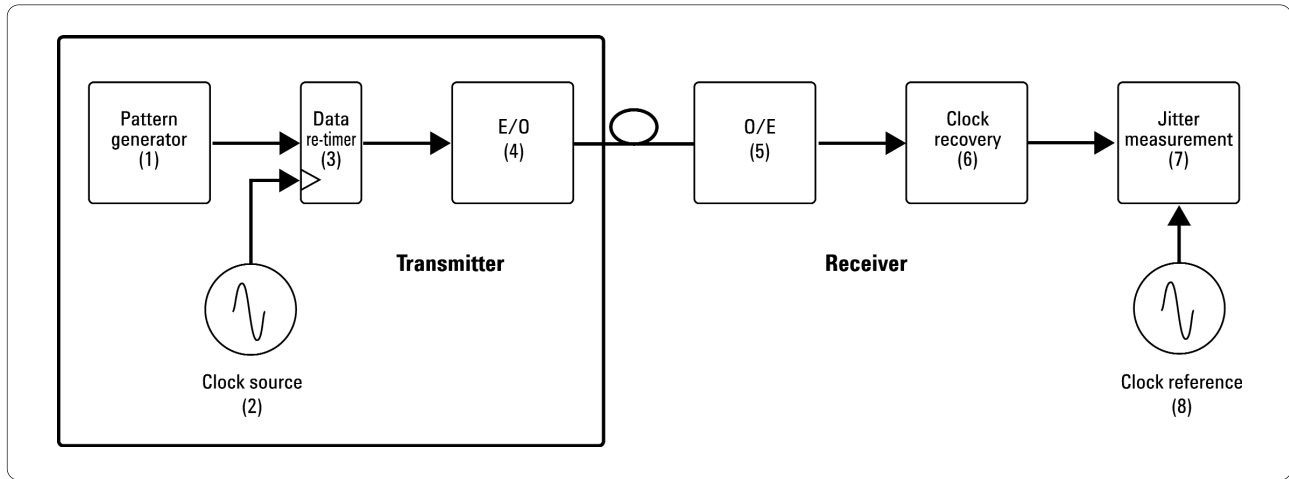 Pattern
generator
(1)
Data
re-timer
(3)
E/O
(4)
O/E
(5)
Clock
recovery
(6)
Jitter
measurement
(7)
Transmitter
Receiver
Clock source
(2)
Clock reference
(8)